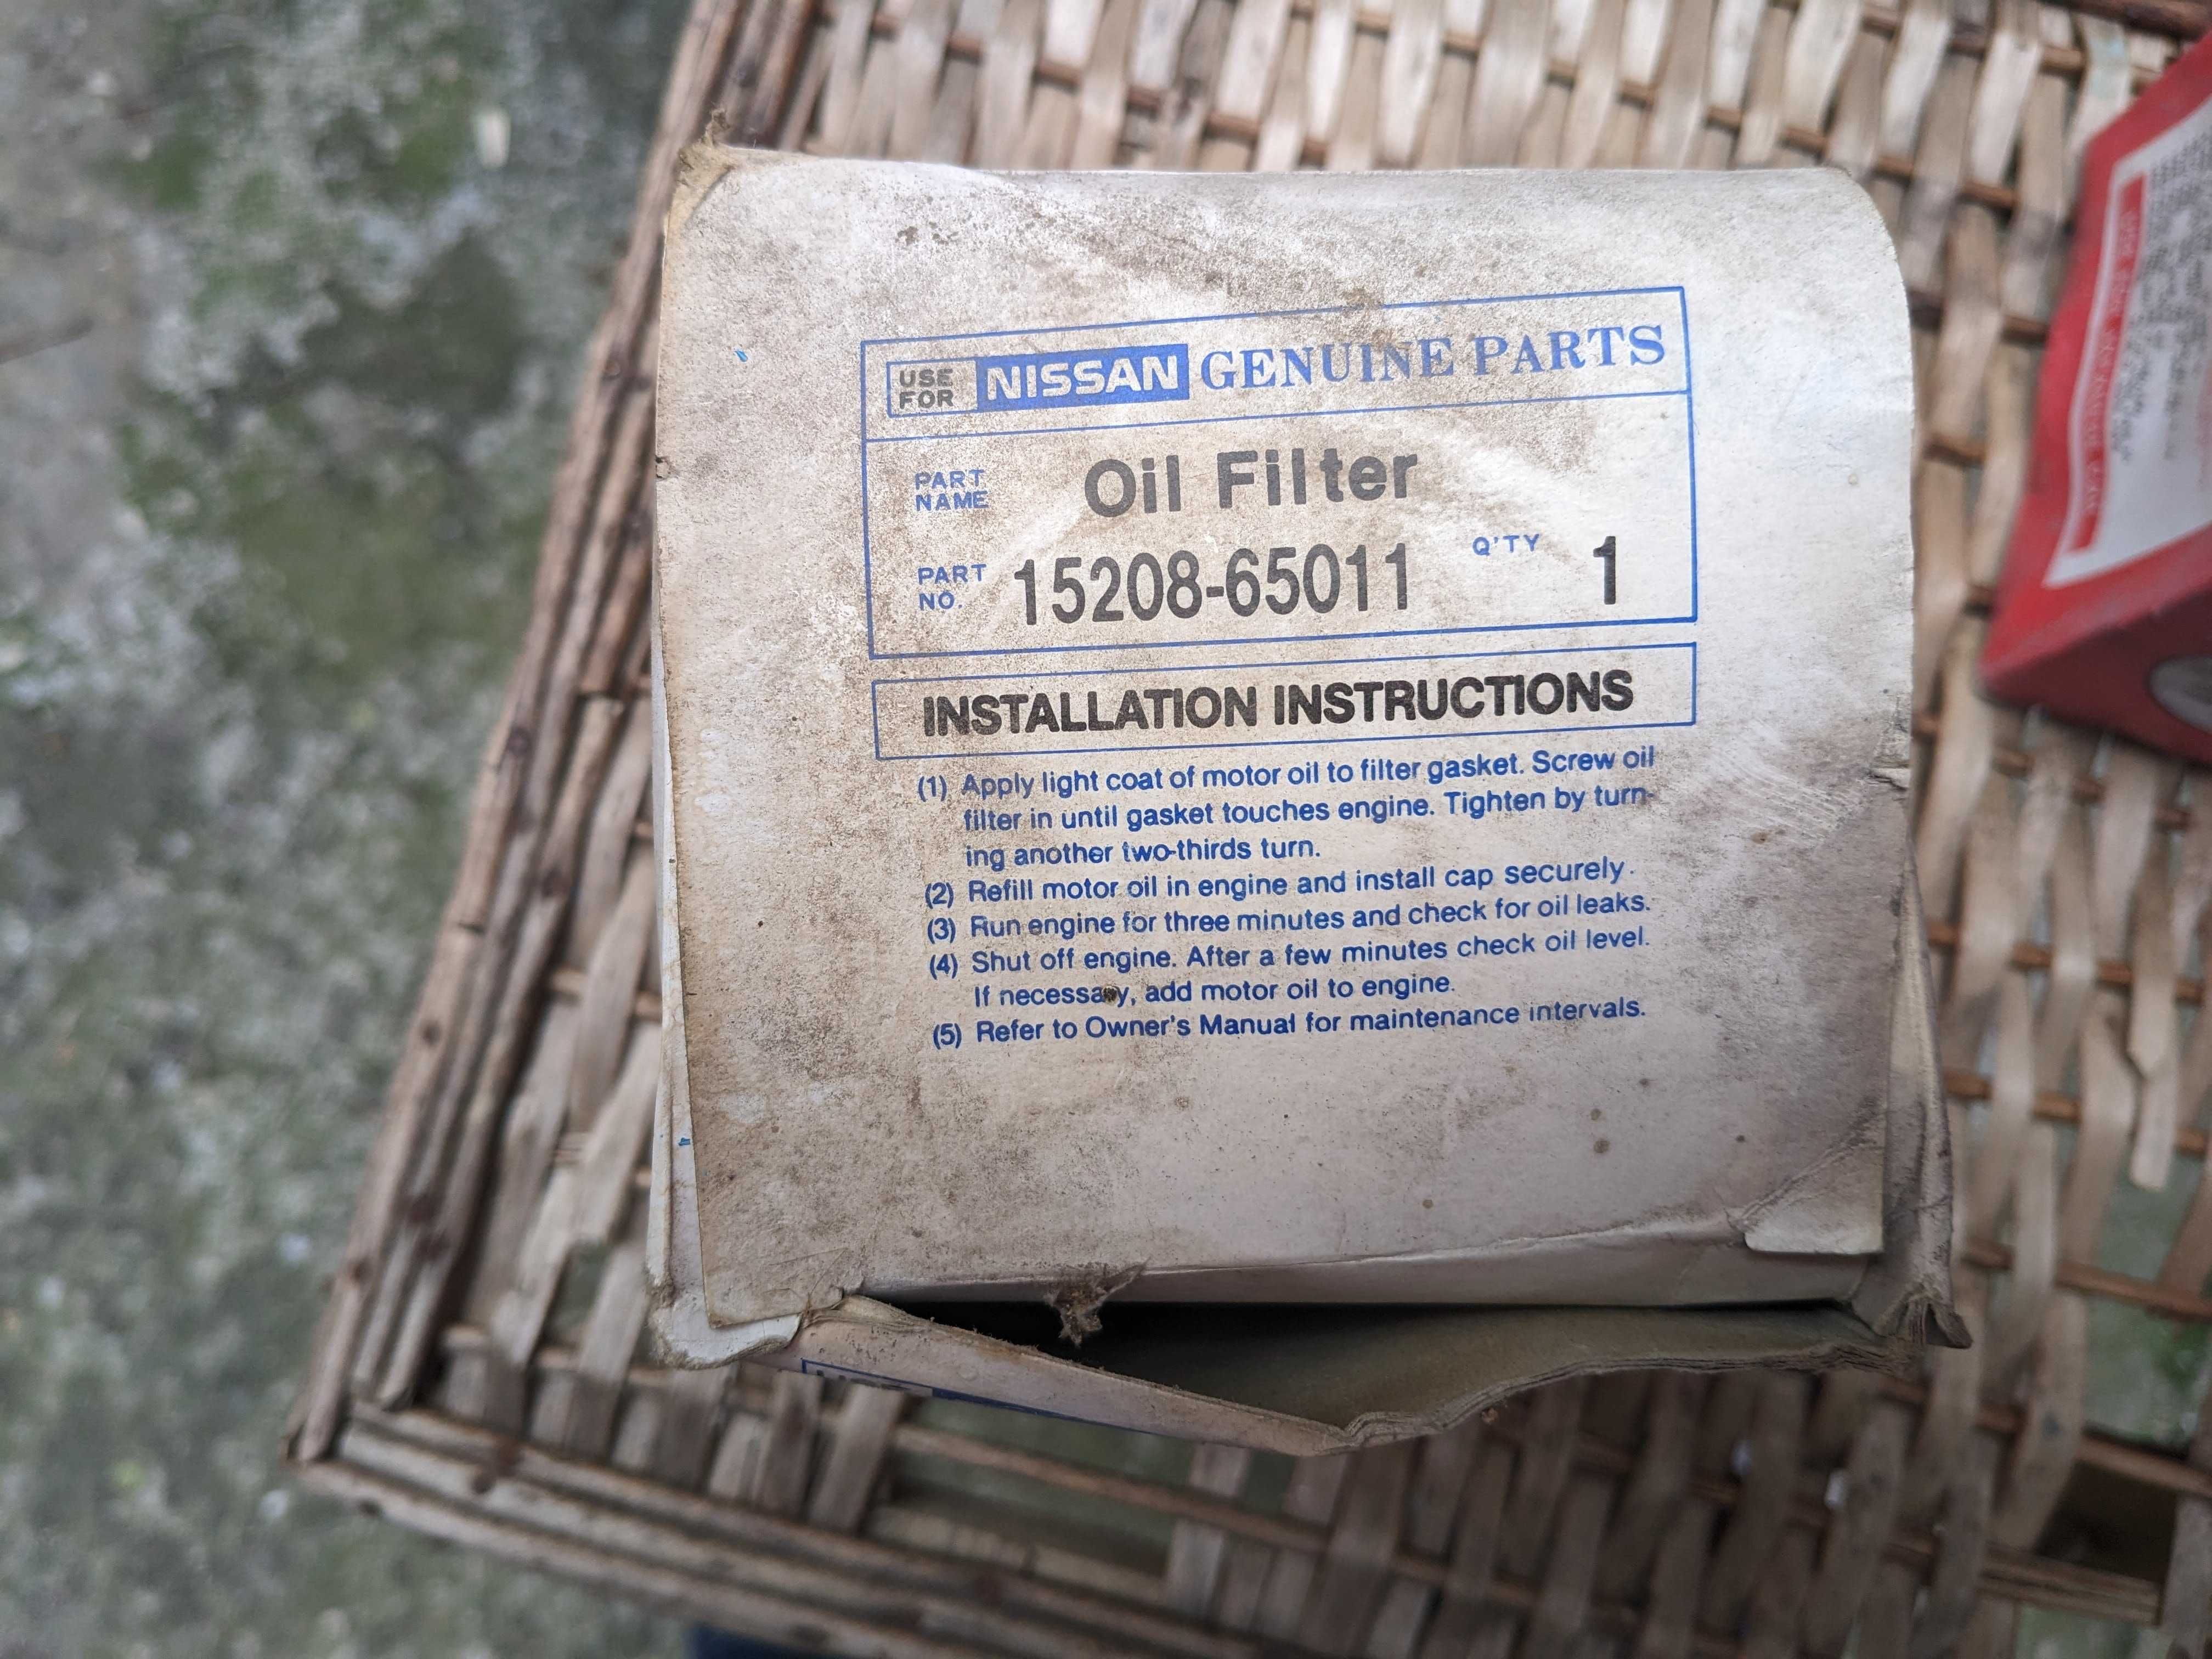 USE FOR NISSAN GENUINE PARTS
PART NAME Oil Filter
PART NO. 15208-65011 Q'TY 1
INSTALLATION INSTRUCTIONS
(1) Apply light coat of motor oil to filter gasket. Screw oil
filter in until gasket touches engine. Tighten by turn-
ing another two-thirds turn.
(2) Refill motor oil in engine and install cap securely.
(3) Run engine for three minutes and check for oil leaks.
(4) Shut off engine. After a few minutes check oil level.
If necessary, add motor oil to engine.
(5) Refer to Owner's Manual for maintenance intervals.